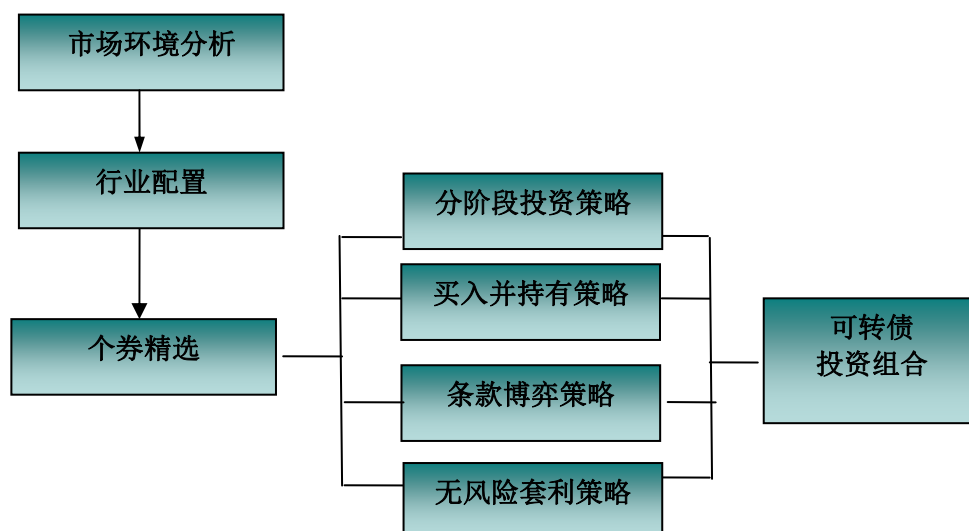 市场环境分析
行业配置
个券精选
分阶段投资策略
买入并持有策略
条款博弈策略
无风险套利策略
可转债
投资组合